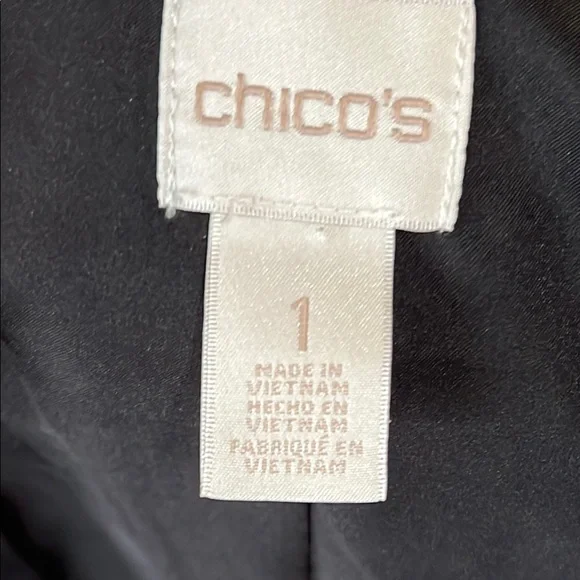 chico's
1
MADE IN
VIETNAM
HECHO EN
VIETNAM
FABRIQUÉ EN
VIETNAM